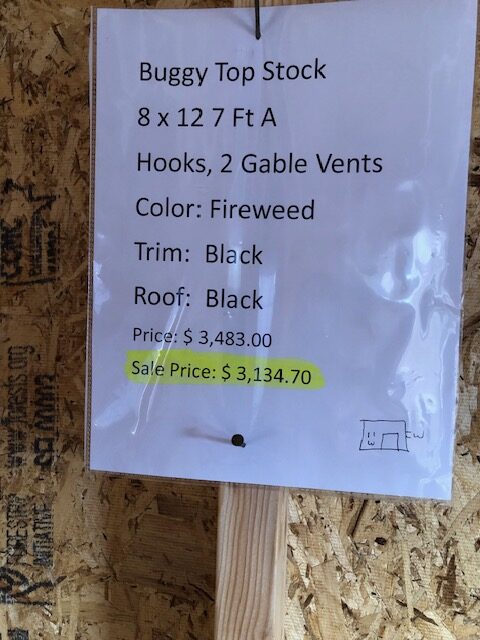 Buggy Top Stock
8 x 12 7 Ft A
Hooks, 2 Gable Vents
Color: Fireweed
Trim: Black
Roof: Black
Price: $ 3,483.00
Sale Price: $ 3,134.70
W
W
INITIATIVE